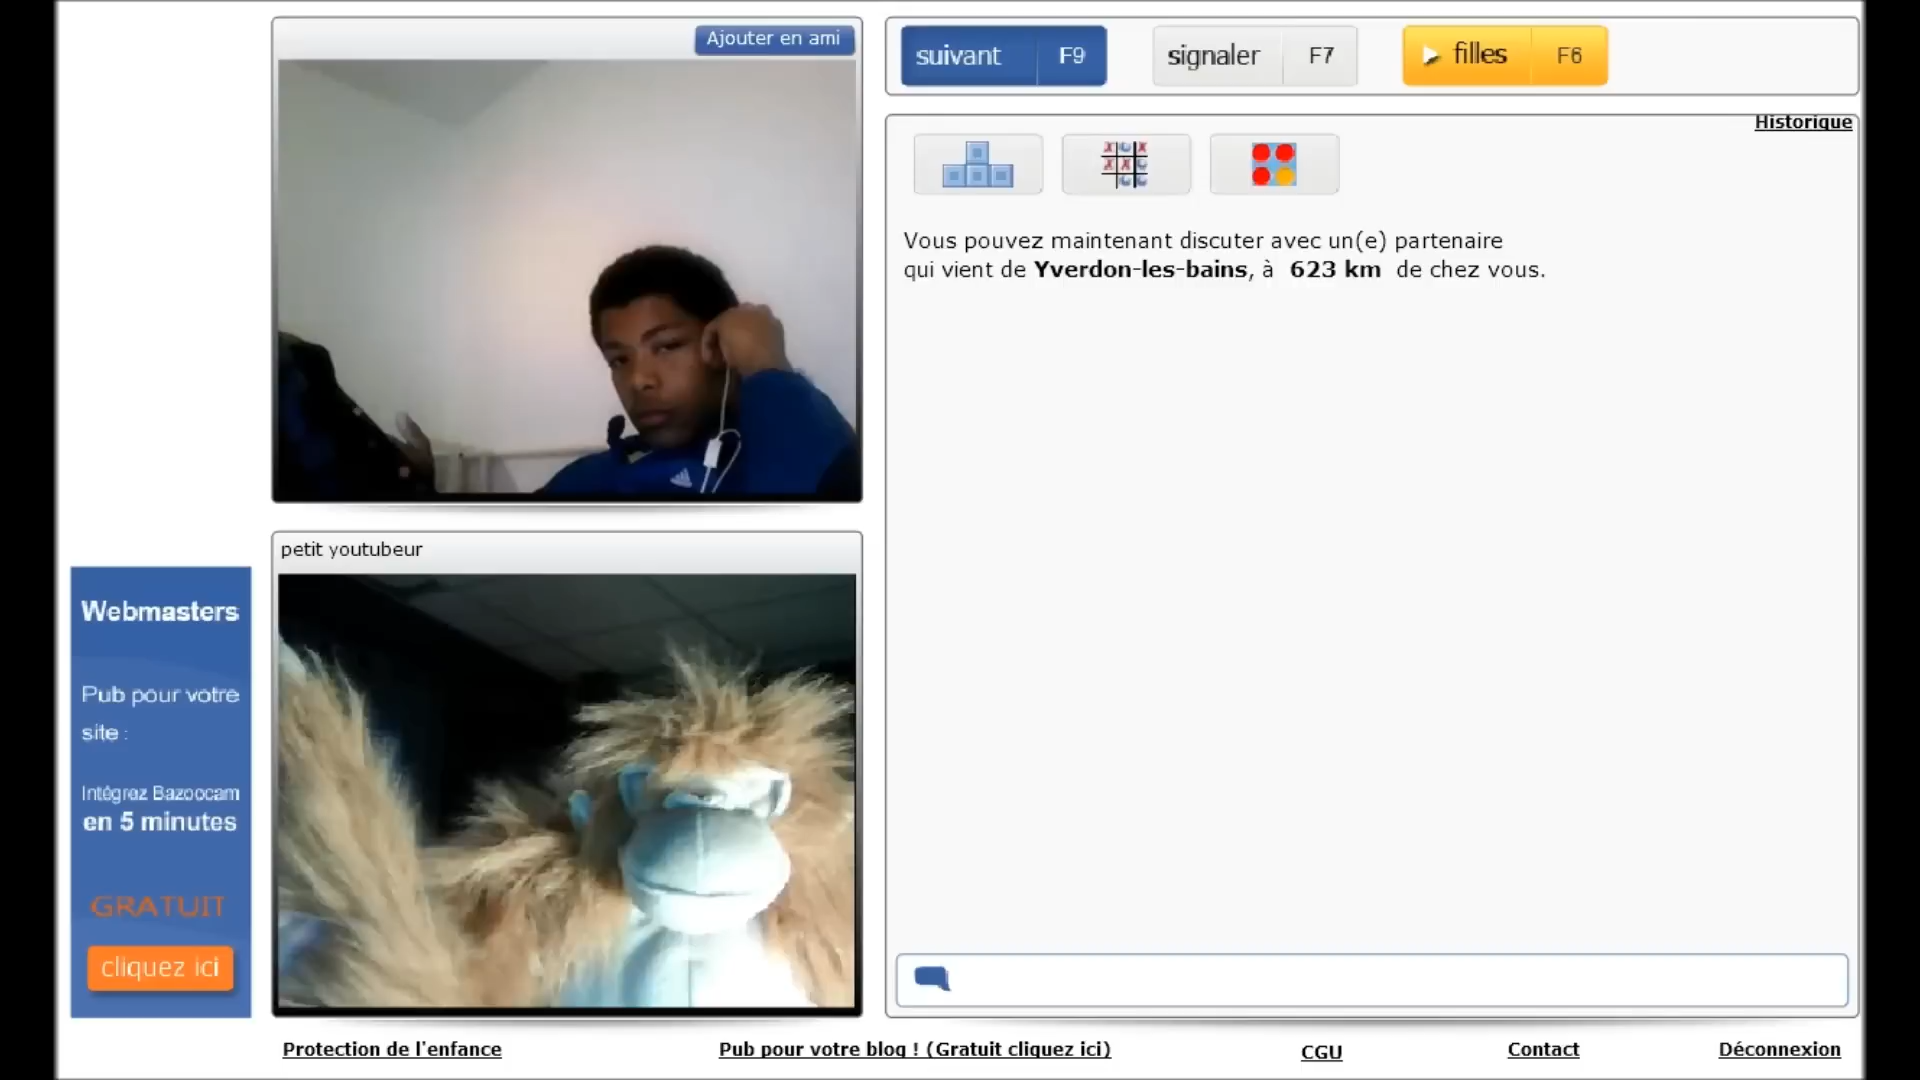 Ajouter en ami
suivant F9
signaler F7
filles F6
Historique
Vous pouvez maintenant discuter avec un(e) partenaire
qui vient de Yverdon-les-bains, à 623 km de chez vous.
petit youtubeur
Webmasters
Pub pour votre
site :
Intégrez Bazoocam
en 5 minutes
GRATUIT
cliquez ici
Protection de l'enfance
Pub pour votre blog ! (Gratuit cliquez ici)
CGU
Contact
Déconnexion